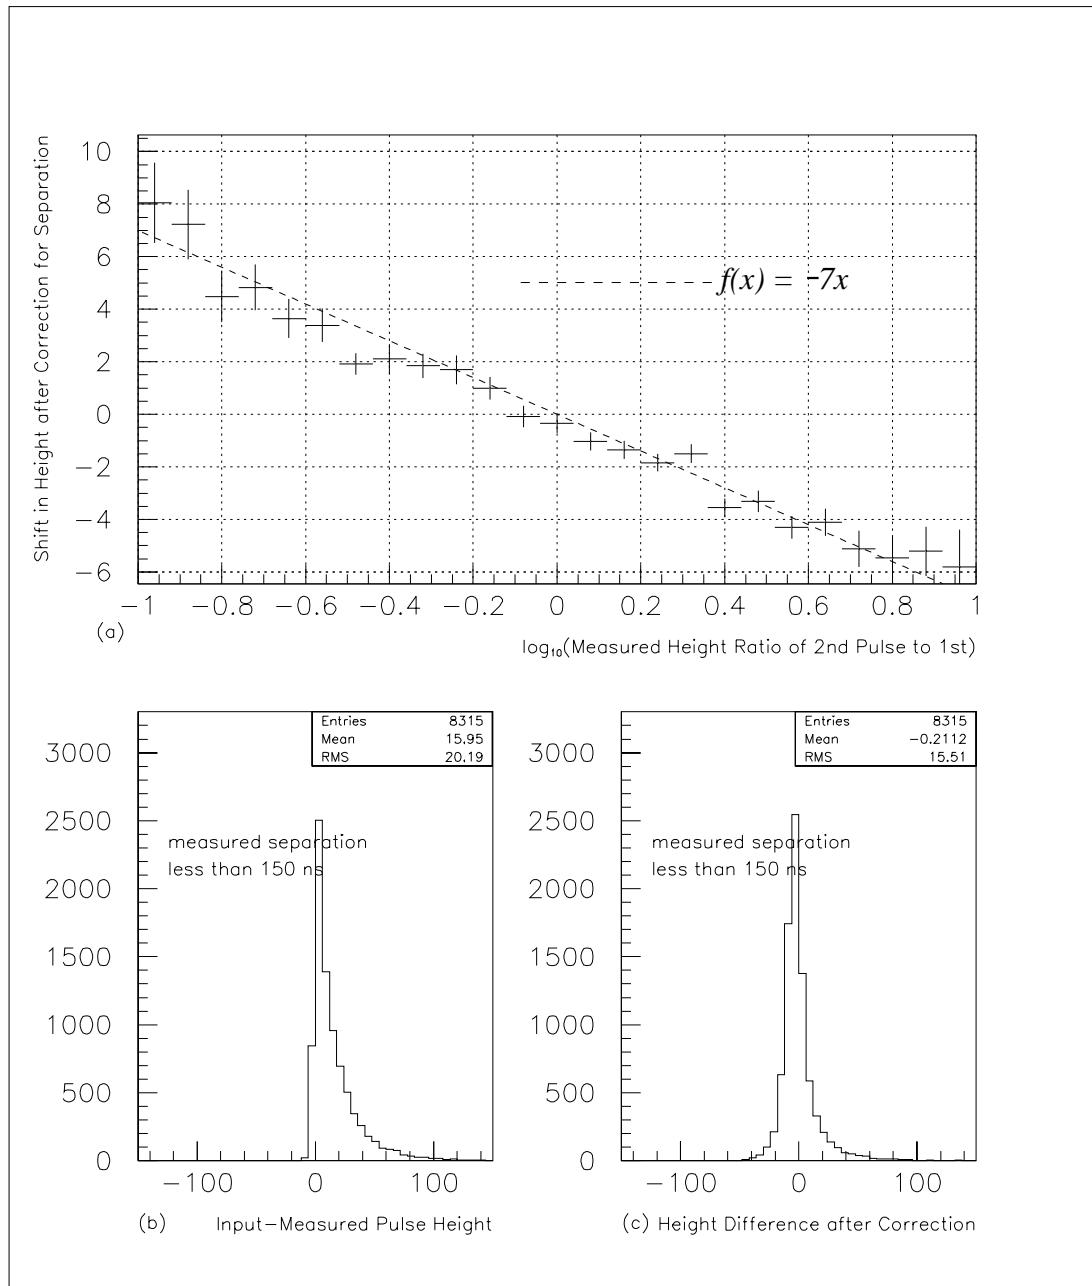 Shift in Height after Correction for Separation
10
8
6
4
2
0
−2
−4
−6
f(x) = −7x
−1 −0.8 −0.6 −0.4 −0.2 0 0.2 0.4 0.6 0.8 1
(a)
log₁₀(Measured Height Ratio of 2nd Pulse to 1st)
Entries 8315
Mean 15.95
RMS 20.19
measured separation
less than 150 ns
3000
2500
2000
1500
1000
500
0
−100 0 100
(b) Input−Measured Pulse Height
Entries 8315
Mean −0.2112
RMS 15.51
measured separation
less than 150 ns
3000
2500
2000
1500
1000
500
0
−100 0 100
(c) Height Difference after Correction